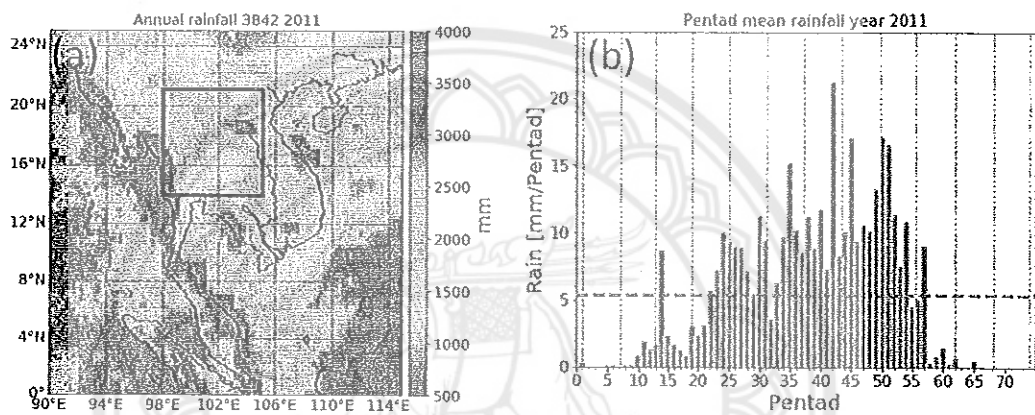 Annual rainfall 3B42 2011
(a)
24°N
20°N
16°N
12°N
8°N
4°N
0°
90°E 94°E 98°E 102°E 106°E 110°E 114°E
4000
3500
3000
2500
2000
1500
1000
500
mm
Pentad mean rainfall year 2011
(b)
Rain [mm/Pentad]
25
20
15
10
5
0
0 5 10 15 20 25 30 35 40 45 50 55 60 65 70
Pentad